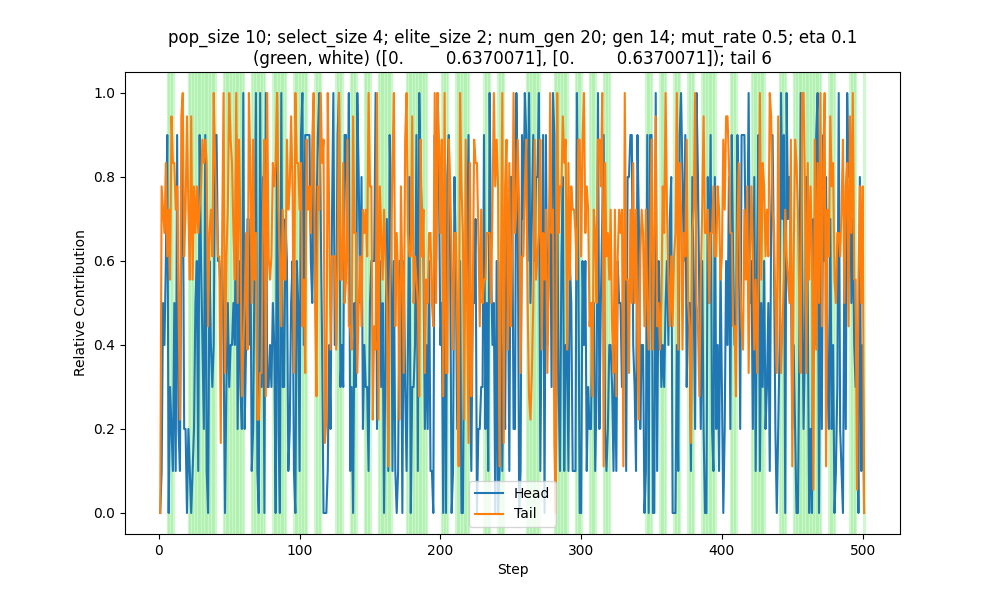 pop_size 10; select_size 4; elite_size 2; num_gen 20; gen 14; mut_rate 0.5; eta 0.1
(green, white) ([0. 0.6370071], [0. 0.6370071]); tail 6
Relative Contribution
1.0
0.8
0.6
0.4
0.2
0.0
Head
Tail
0 100 200 300 400 500
Step